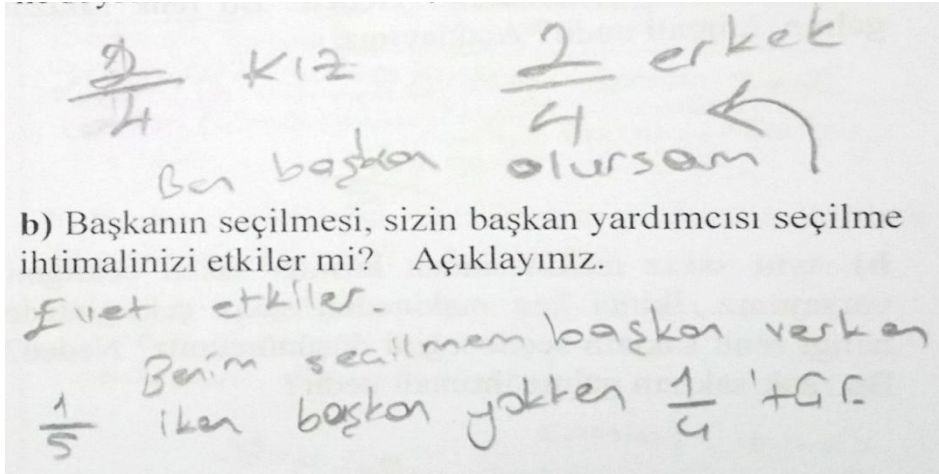 2/4 kız 2/4 erkek
Ben başkan olursam
b) Başkanın seçilmesi, sizin başkan yardımcısı seçilme
ihtimalinizi etkiler mi? Açıklayınız.
Evet etkiler.
Benim seçilmem başkan varken
1/5 iken başkan yokken 1/4 'tür.